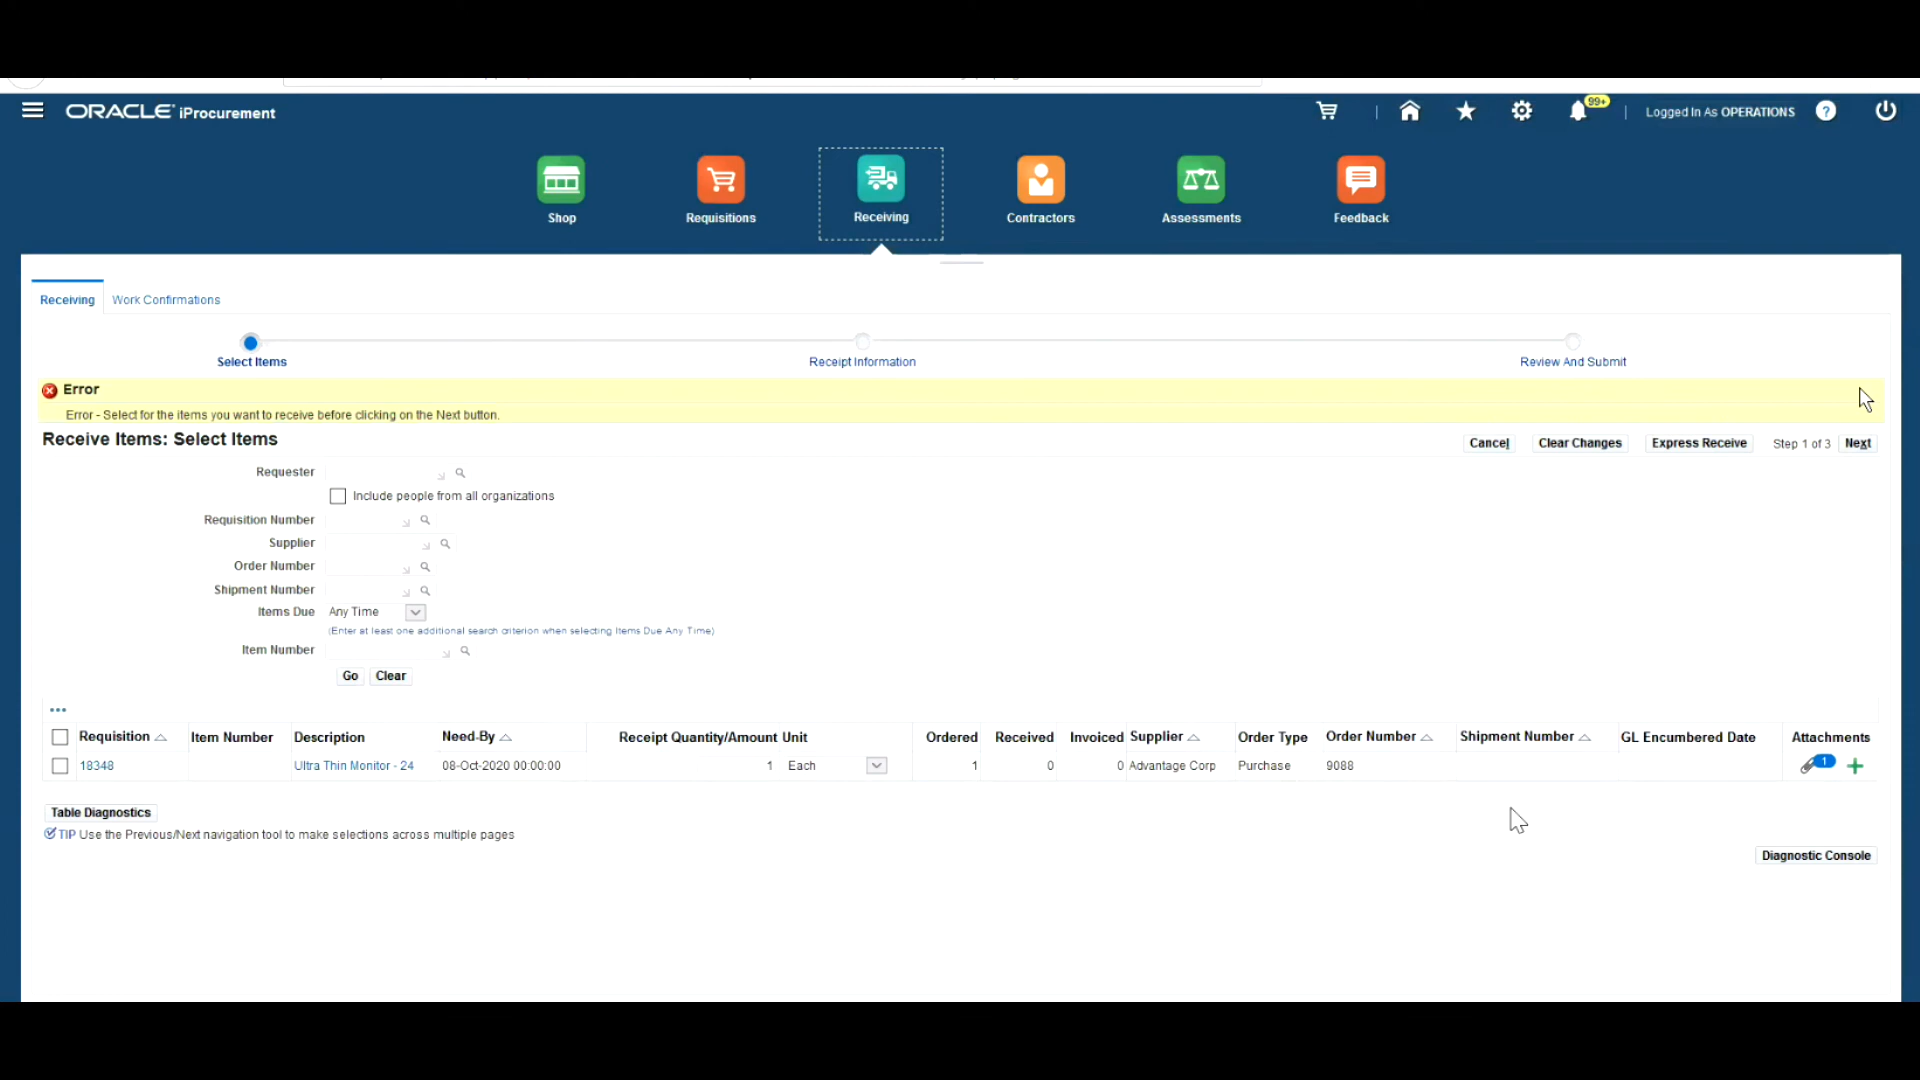 ORACLE iProcurement
99+
Logged In As OPERATIONS
?
Shop
Requisitions
Receiving
Contractors
Assessments
Feedback
Receiving
Work Confirmations
Select Items
Receipt Information
Review And Submit
Error
Error - Select for the items you want to receive before clicking on the Next button.
Receive Items: Select Items
Cancel
Clear Changes
Express Receive
Step 1 of 3
Next
Requester
Include people from all organizations
Requisition Number
Supplier
Order Number
Shipment Number
Items Due Any Time
(Enter at least one additional search criterion when selecting Items Due Any Time)
Item Number
Go Clear
Requisition Item Number Description Need-By Receipt Quantity/Amount Unit Ordered Received Invoiced Supplier Order Type Order Number Shipment Number GL Encumbered Date Attachments
18348 Ultra Thin Monitor - 24 08-Oct-2020 00:00:00 1 Each 1 0 0 Advantage Corp Purchase 9088 1
Table Diagnostics
TIP Use the Previous/Next navigation tool to make selections across multiple pages
Diagnostic Console